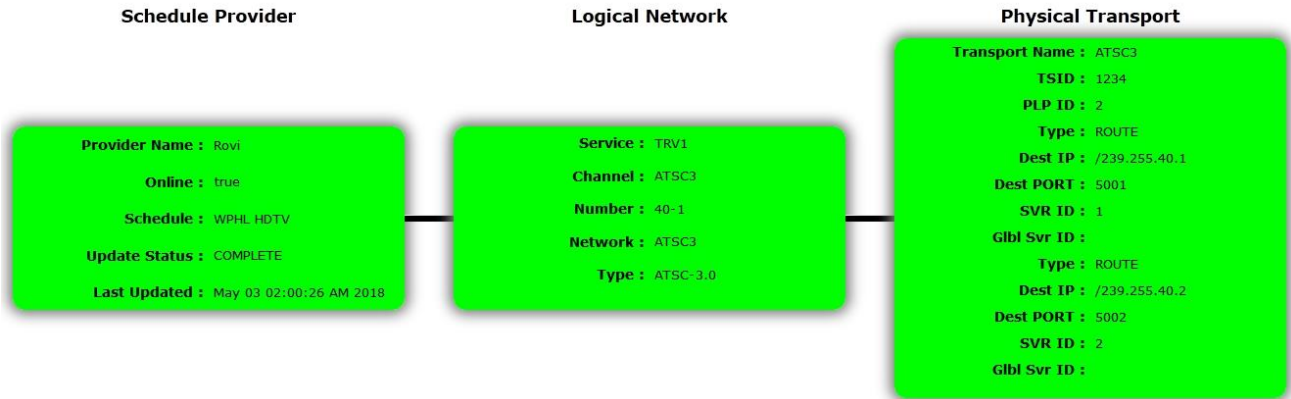 Schedule Provider
Logical Network
Physical Transport
Provider Name : Rovi
Online : true
Schedule : WPHL HDTV
Update Status : COMPLETE
Last Updated : May 03 02:00:26 AM 2018
Service : TRV1
Channel : ATSC3
Number : 40-1
Network : ATSC3
Type : ATSC-3.0
Transport Name : ATSC3
TSID : 1234
PLP ID : 2
Type : ROUTE
Dest IP : /239.255.40.1
Dest PORT : 5001
SVR ID : 1
Glbl Svr ID :
Type : ROUTE
Dest IP : /239.255.40.2
Dest PORT : 5002
SVR ID : 2
Glbl Svr ID :